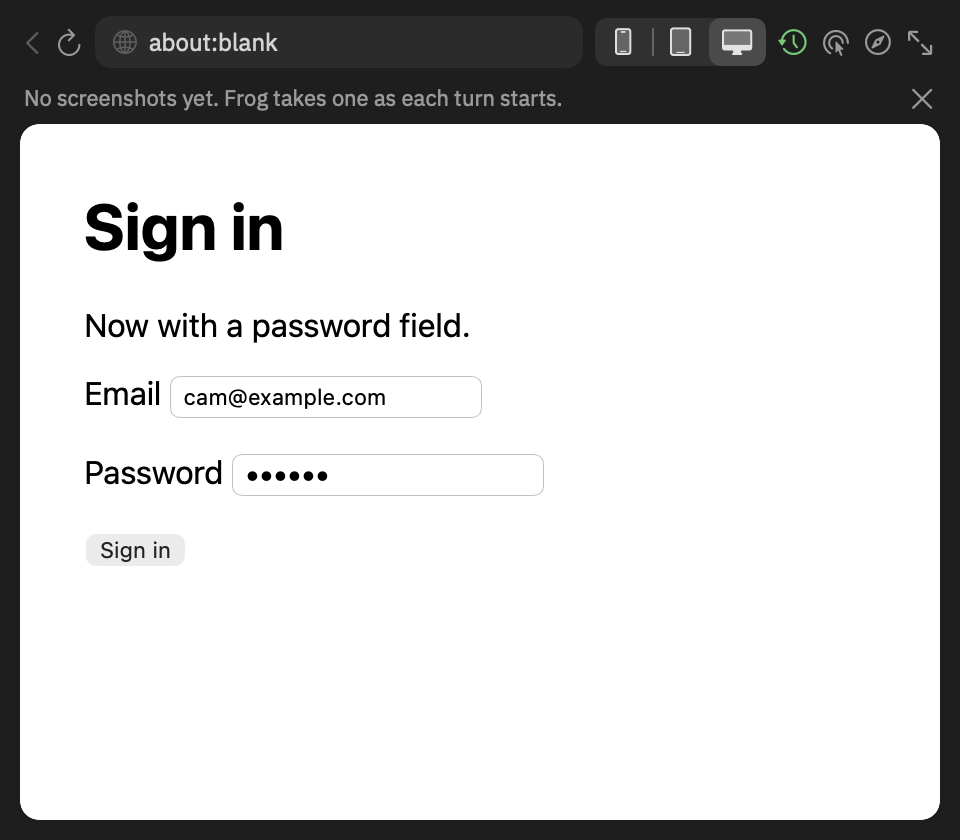 about:blank
No screenshots yet. Frog takes one as each turn starts.
Sign in
Now with a password field.
Email cam@example.com
Password ••••••
Sign in